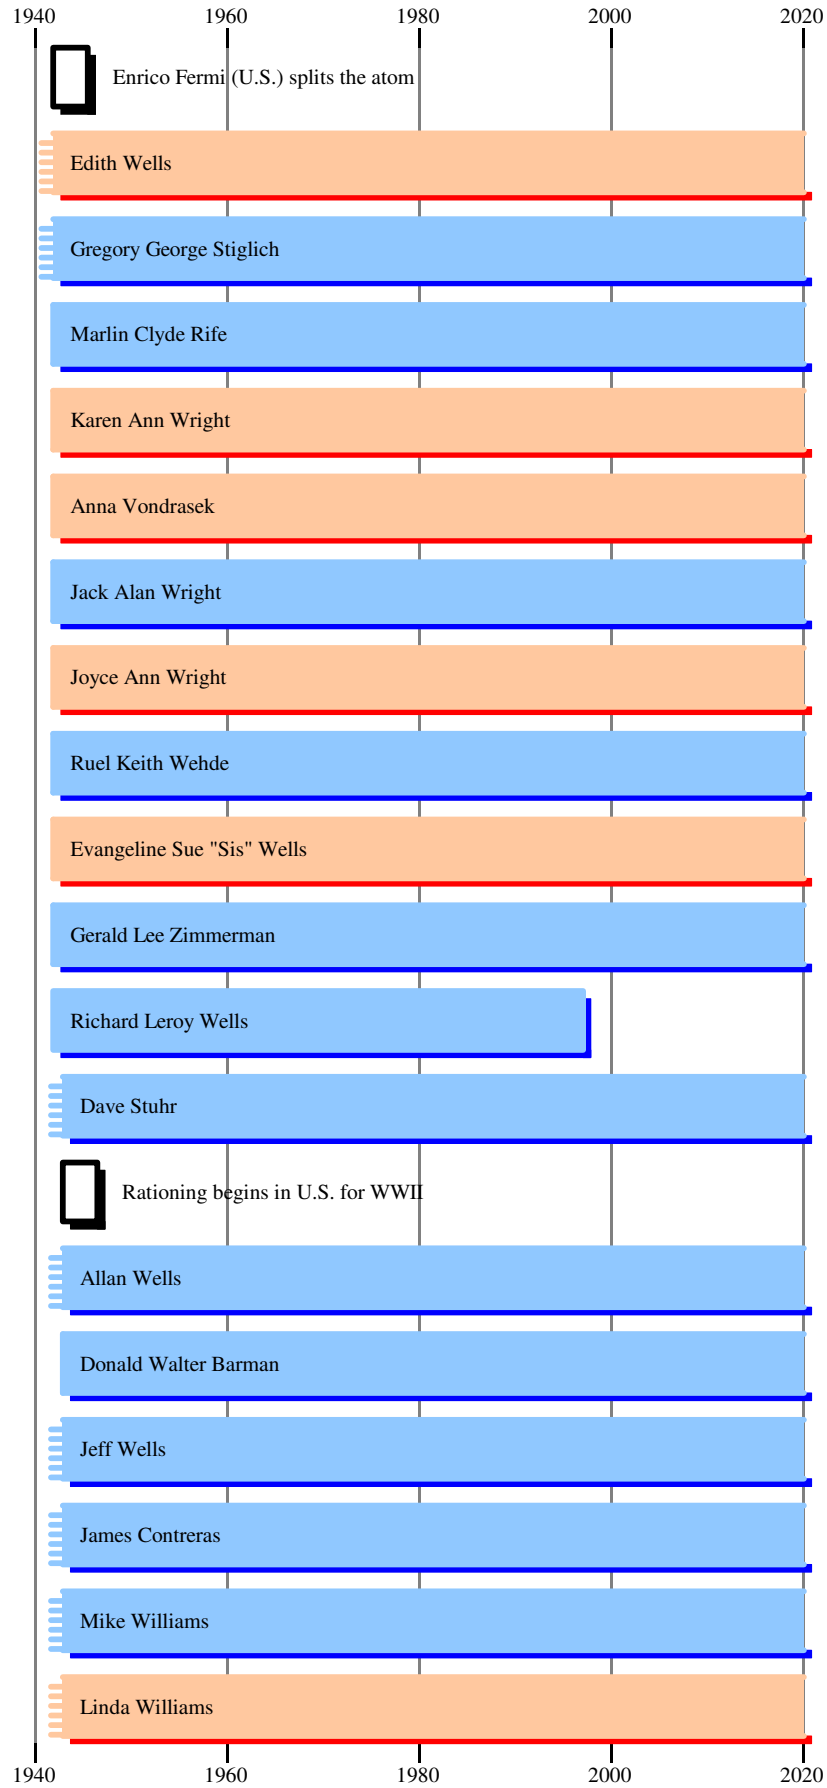 1940 1960 1980 2000 2020
Enrico Fermi (U.S.) splits the atom
Edith Wells
Gregory George Stiglich
Marlin Clyde Rife
Karen Ann Wright
Anna Vondrasek
Jack Alan Wright
Joyce Ann Wright
Ruel Keith Wehde
Evangeline Sue "Sis" Wells
Gerald Lee Zimmerman
Richard Leroy Wells
Dave Stuhr
Rationing begins in U.S. for WWII
Allan Wells
Donald Walter Barman
Jeff Wells
James Contreras
Mike Williams
Linda Williams
1940 1960 1980 2000 2020